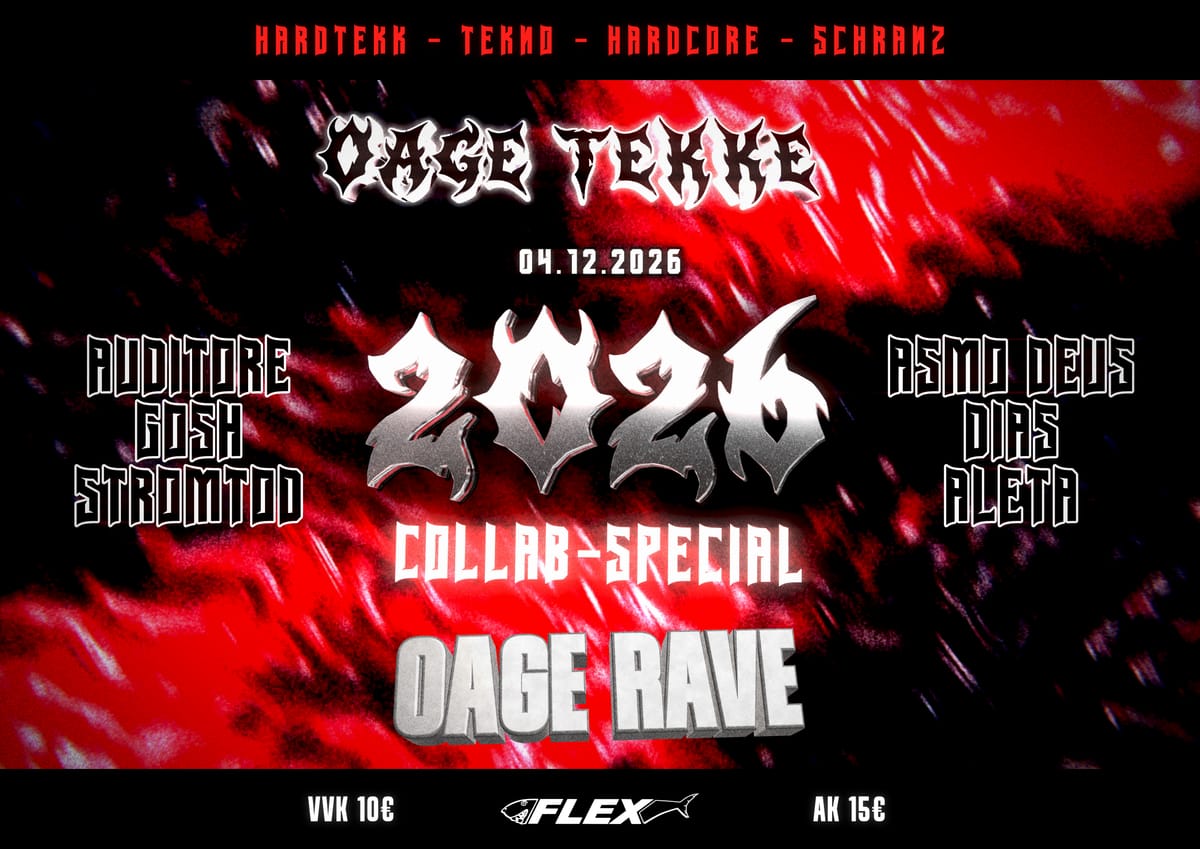 HARDTEKK - TEKNO - HARDCORE - SCHRANZ
OAGE TEKKE
04.12.2026
2026
AUDITORE
GOSH
STROMTOD
ASMO DEUS
DIAS
ALETA
COLLAB-SPECIAL
OAGE RAVE
VVK 10€
FLEX
AK 15€